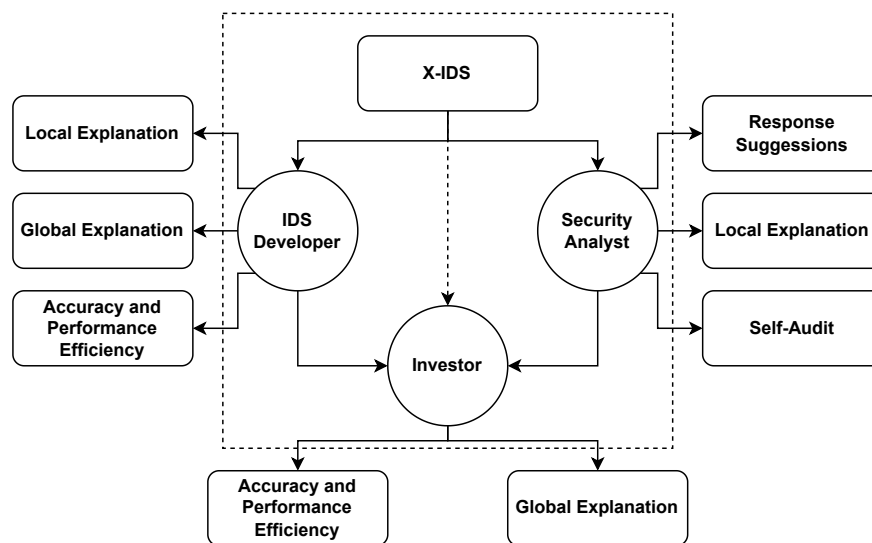 X-IDS
Local Explanation
Response
Suggessions
IDS
Developer
Security
Analyst
Global Explanation
Local Explanation
Accuracy and
Performance
Efficiency
Self-Audit
Investor
Accuracy and
Performance
Efficiency
Global Explanation